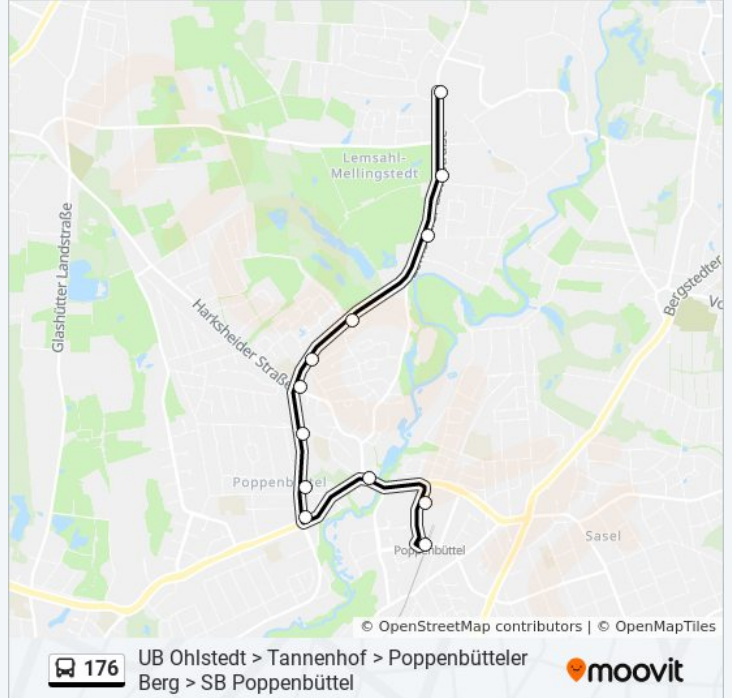 Lemsahl-
Mellingstedt
Glashütter Landstraße
Harksheider Straße
Bergstedter
Poppenbüttel
Sasel
Poppenbüttel
© OpenStreetMap contributors | © OpenMapTiles
176
UB Ohlstedt > Tannenhof > Poppenbütteler
Berg > SB Poppenbüttel
moovit